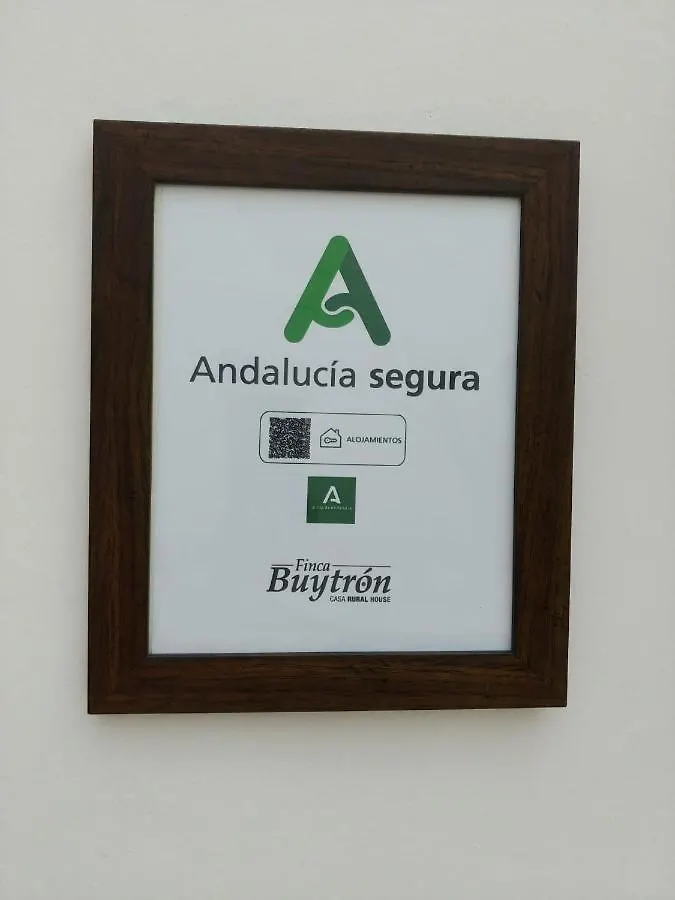 Andalucía segura
ALOJAMIENTOS
Finca
Buytrón
CASA RURAL HOUSE